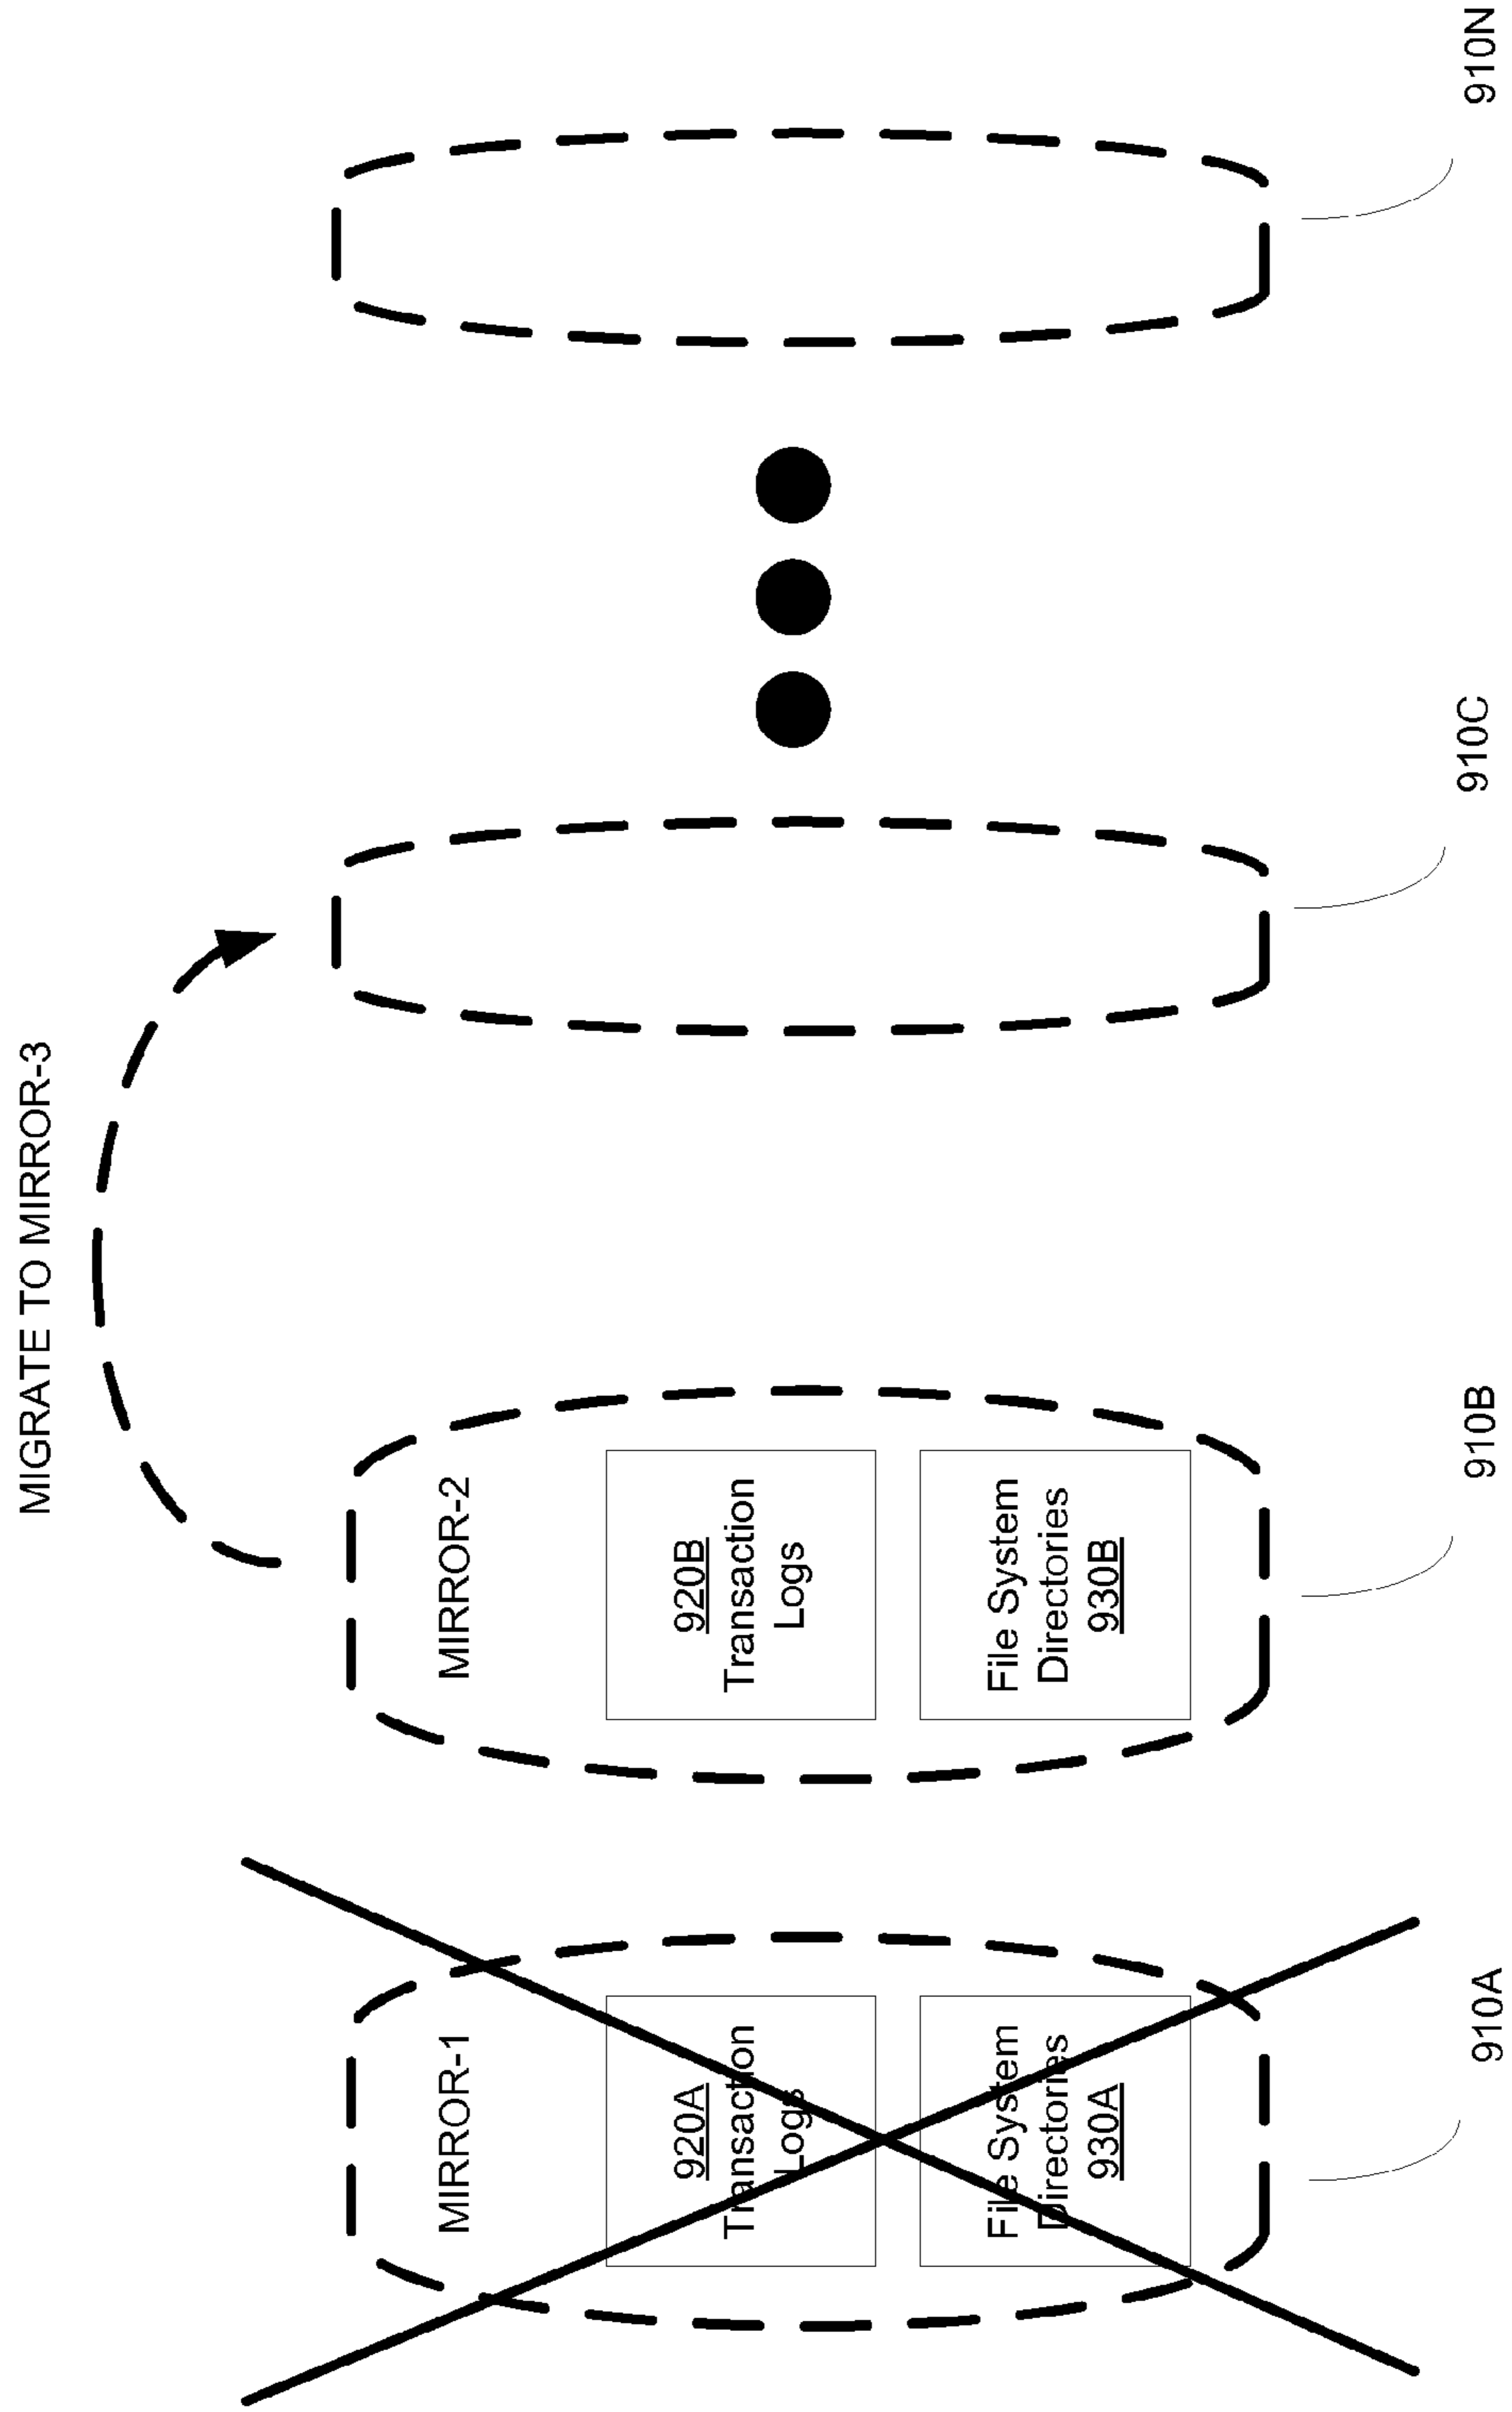 MIGRATE TO MIRROR-3
MIRROR-1
920A
Transaction
Logs
File System
Directories
930A
910A
MIRROR-2
920B
Transaction
Logs
File System
Directories
930B
910B
910C
910N